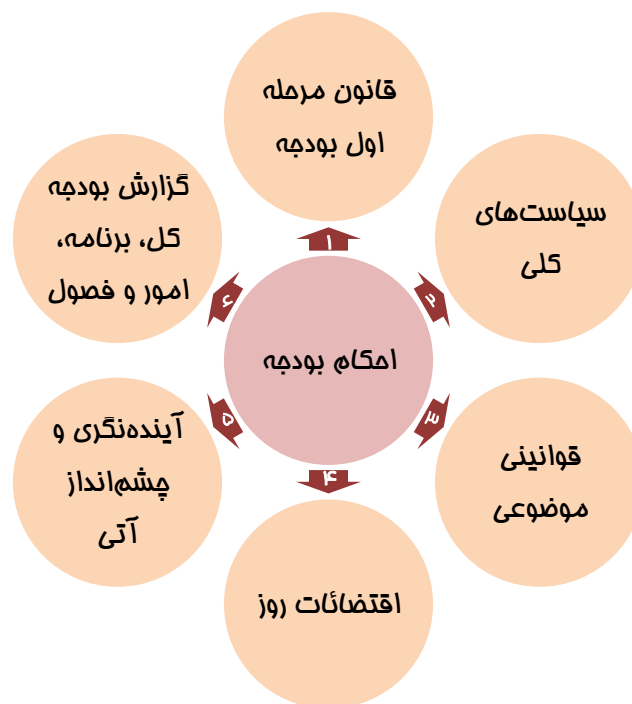 قانون مرحله
اول بودجه
۱
سیاست‌های
کلی
۲
قوانینی
موضوعی
۳
اقتضائات روز
۴
آینده‌نگری و
چشم‌انداز
آتی
۵
گزارش بودجه
کل، برنامه،
امور و فصول
۶
احکام بودجه